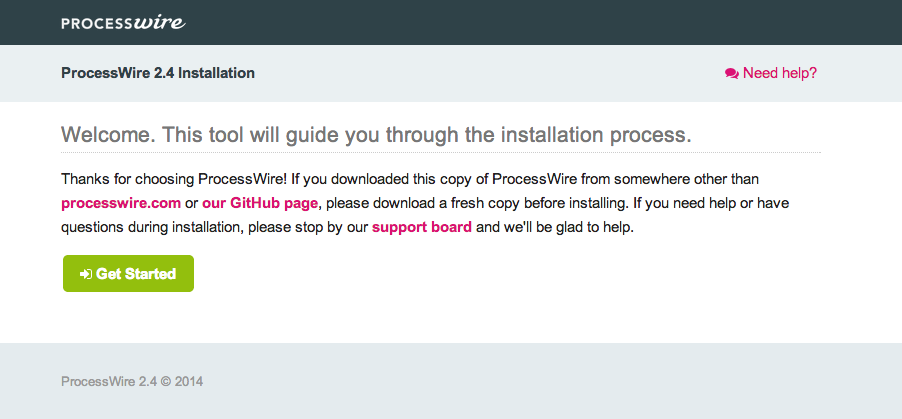 PROCESSwire
ProcessWire 2.4 Installation
Need help?
Welcome. This tool will guide you through the installation process.
Thanks for choosing ProcessWire! If you downloaded this copy of ProcessWire from somewhere other than
processwire.com or our GitHub page, please download a fresh copy before installing. If you need help or have
questions during installation, please stop by our support board and we'll be glad to help.
Get Started
ProcessWire 2.4 © 2014